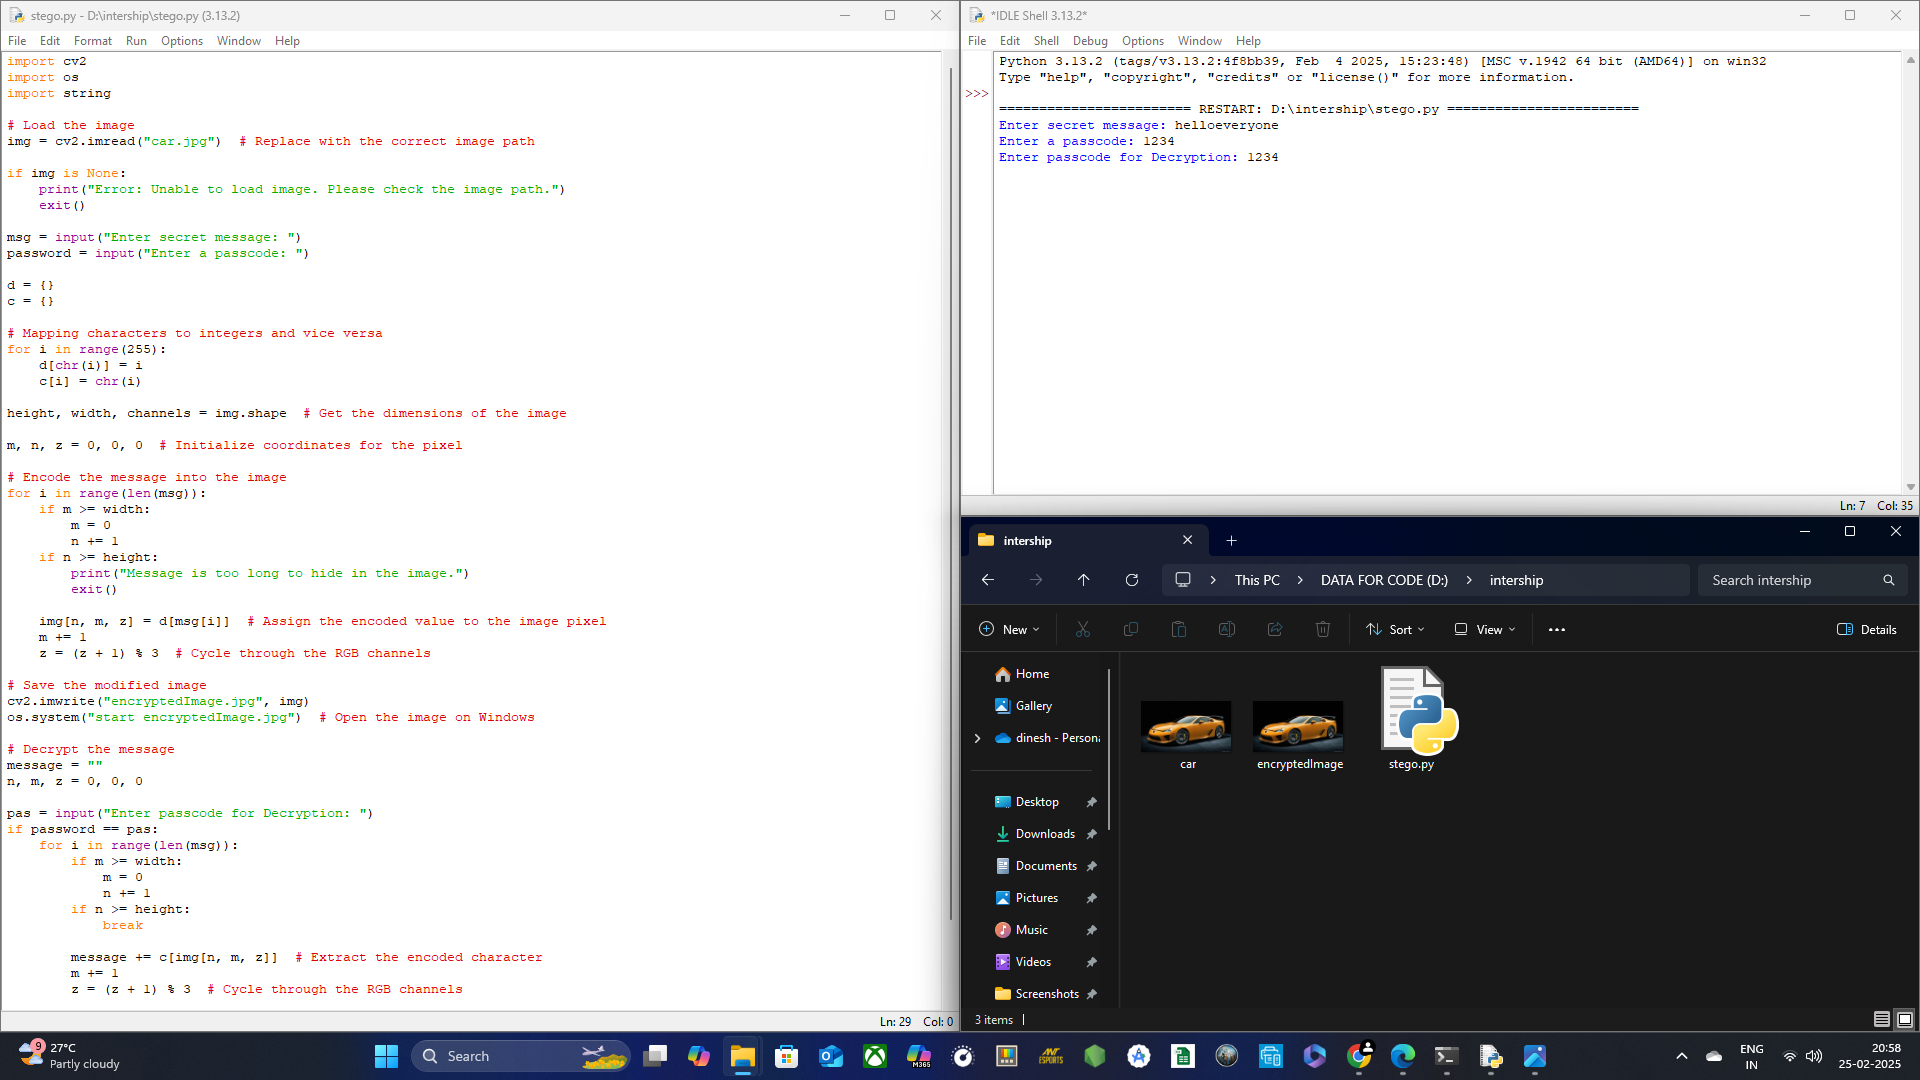 stego.py - D:\intership\stego.py (3.13.2)
File Edit Format Run Options Window Help
import cv2
import os
import string
# Load the image
img = cv2.imread("car.jpg")  # Replace with the correct image path
if img is None:
    print("Error: Unable to load image. Please check the image path.")
    exit()
msg = input("Enter secret message: ")
password = input("Enter a passcode: ")
d = {}
c = {}
# Mapping characters to integers and vice versa
for i in range(255):
    d[chr(i)] = i
    c[i] = chr(i)
height, width, channels = img.shape  # Get the dimensions of the image
m, n, z = 0, 0, 0  # Initialize coordinates for the pixel
# Encode the message into the image
for i in range(len(msg)):
    if m >= width:
        m = 0
        n += 1
    if n >= height:
        print("Message is too long to hide in the image.")
        exit()
    img[n, m, z] = d[msg[i]]  # Assign the encoded value to the image pixel
    m += 1
    z = (z + 1) % 3  # Cycle through the RGB channels
# Save the modified image
cv2.imwrite("encryptedImage.jpg", img)
os.system("start encryptedImage.jpg")  # Open the image on Windows
# Decrypt the message
message = ""
n, m, z = 0, 0, 0
pas = input("Enter passcode for Decryption: ")
if password == pas:
    for i in range(len(msg)):
        if m >= width:
            m = 0
            n += 1
        if n >= height:
            break
        message += c[img[n, m, z]]  # Extract the encoded character
        m += 1
        z = (z + 1) % 3  # Cycle through the RGB channels
Ln: 29 Col: 0
*IDLE Shell 3.13.2*
File Edit Shell Debug Options Window Help
Python 3.13.2 (tags/v3.13.2:4f8bb39, Feb  4 2025, 15:23:48) [MSC v.1942 64 bit (AMD64)] on win32
Type "help", "copyright", "credits" or "license()" for more information.
>>>
======================== RESTART: D:\intership\stego.py ========================
Enter secret message: helloeveryone
Enter a passcode: 1234
Enter passcode for Decryption: 1234
Ln: 7 Col: 35
intership
This PC > DATA FOR CODE (D:) > intership
Search intership
New Sort View ... Details
Home
Gallery
dinesh - Persona
Desktop
Downloads
Documents
Pictures
Music
Videos
Screenshots
car
encryptedImage
stego.py
3 items
9
27°C
Partly cloudy
Search
M365
ANT ESPORTS
ENG
IN
20:58
25-02-2025